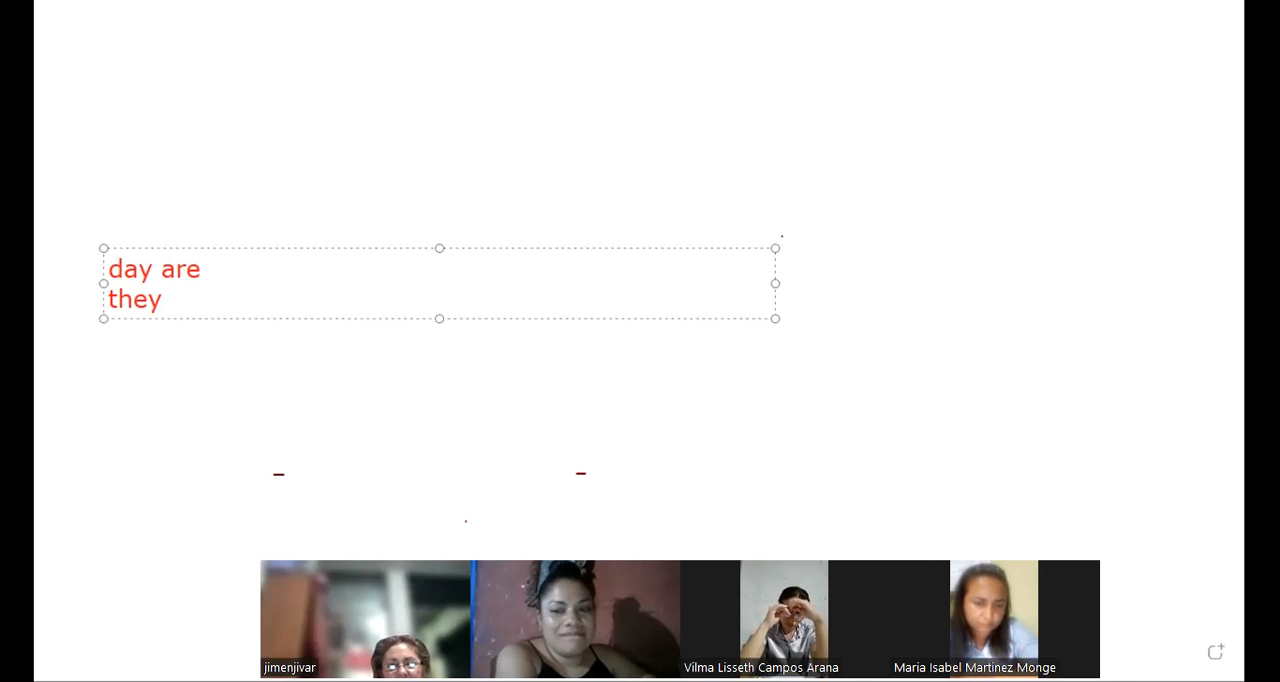 day are
they
jimenjivar
Vilma Lisseth Campos Arana
Maria Isabel Martinez Monge